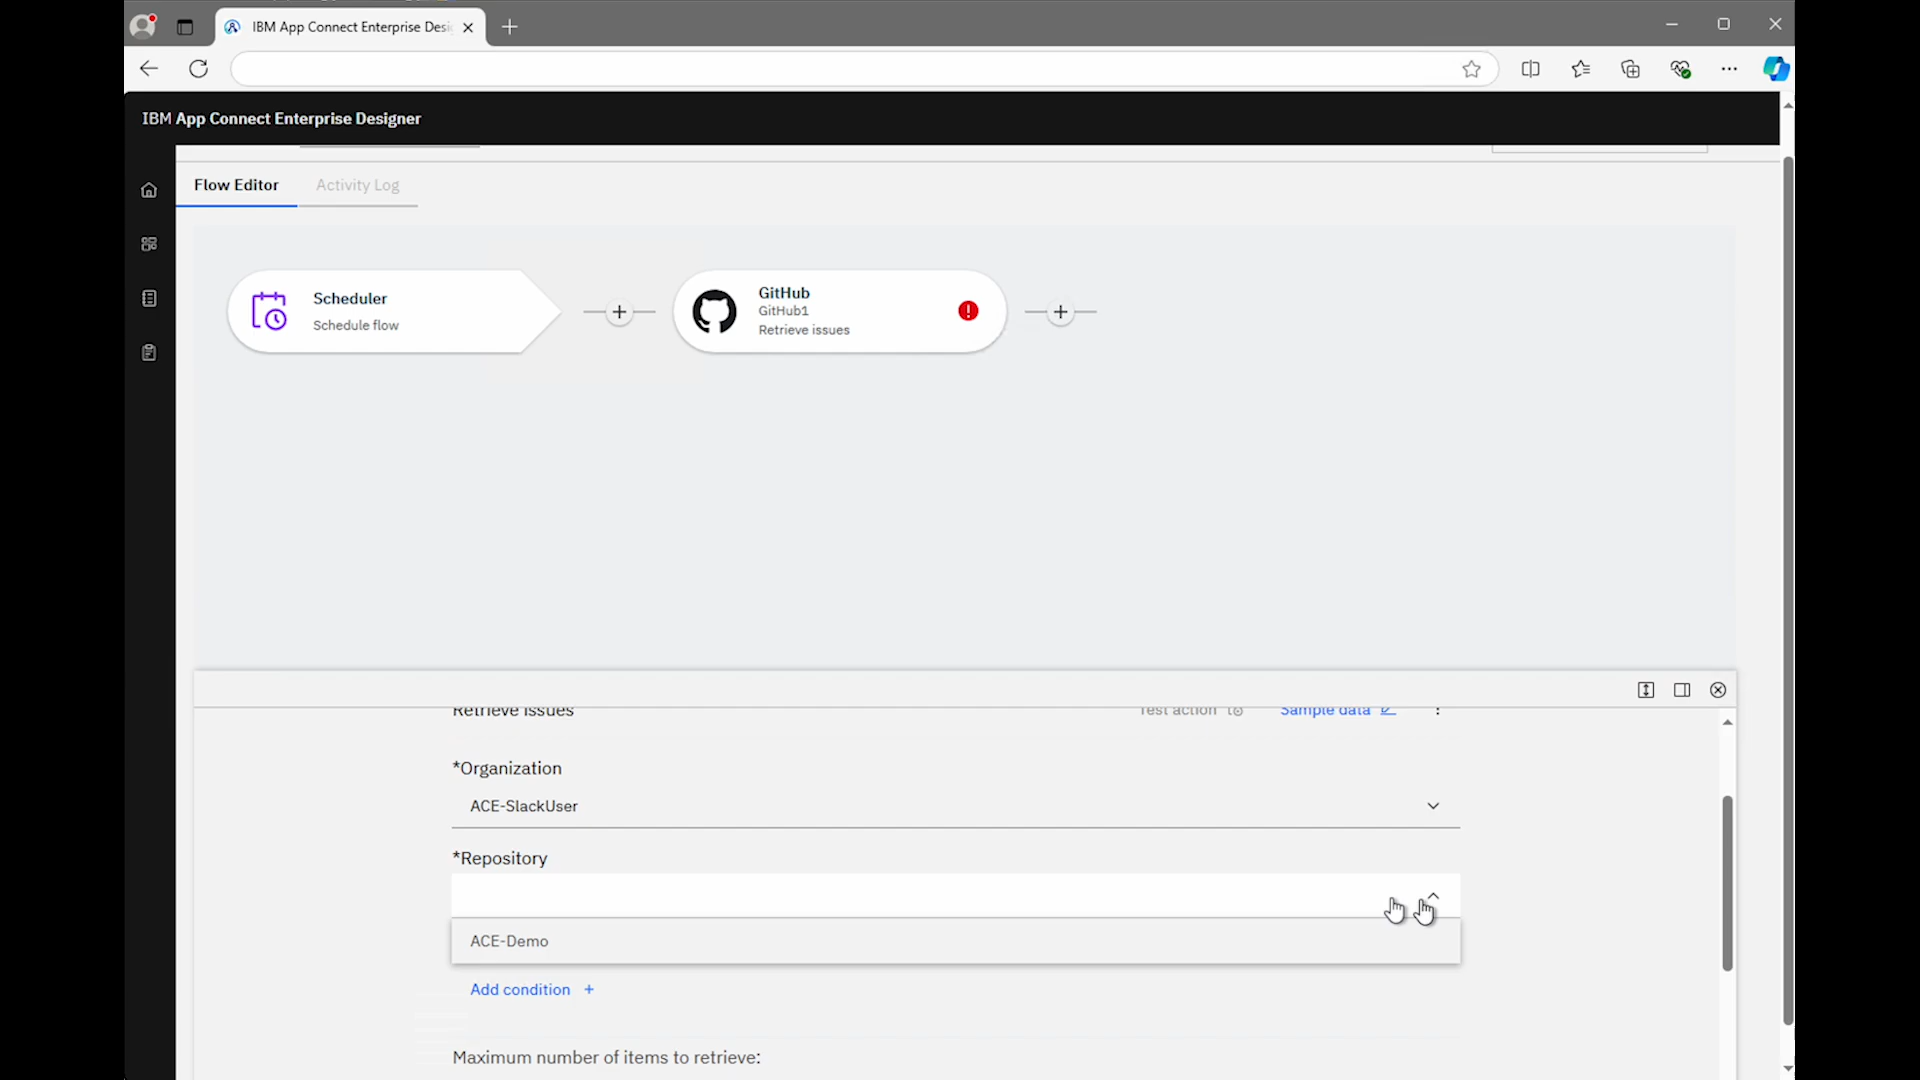 IBM App Connect Enterprise Desi
IBM App Connect Enterprise Designer
Flow Editor
Activity Log
Scheduler
Schedule flow
GitHub
GitHub1
Retrieve issues
Retrieve issues
Test action
Sample data
*Organization
ACE-SlackUser
*Repository
ACE-Demo
Add condition +
Maximum number of items to retrieve: